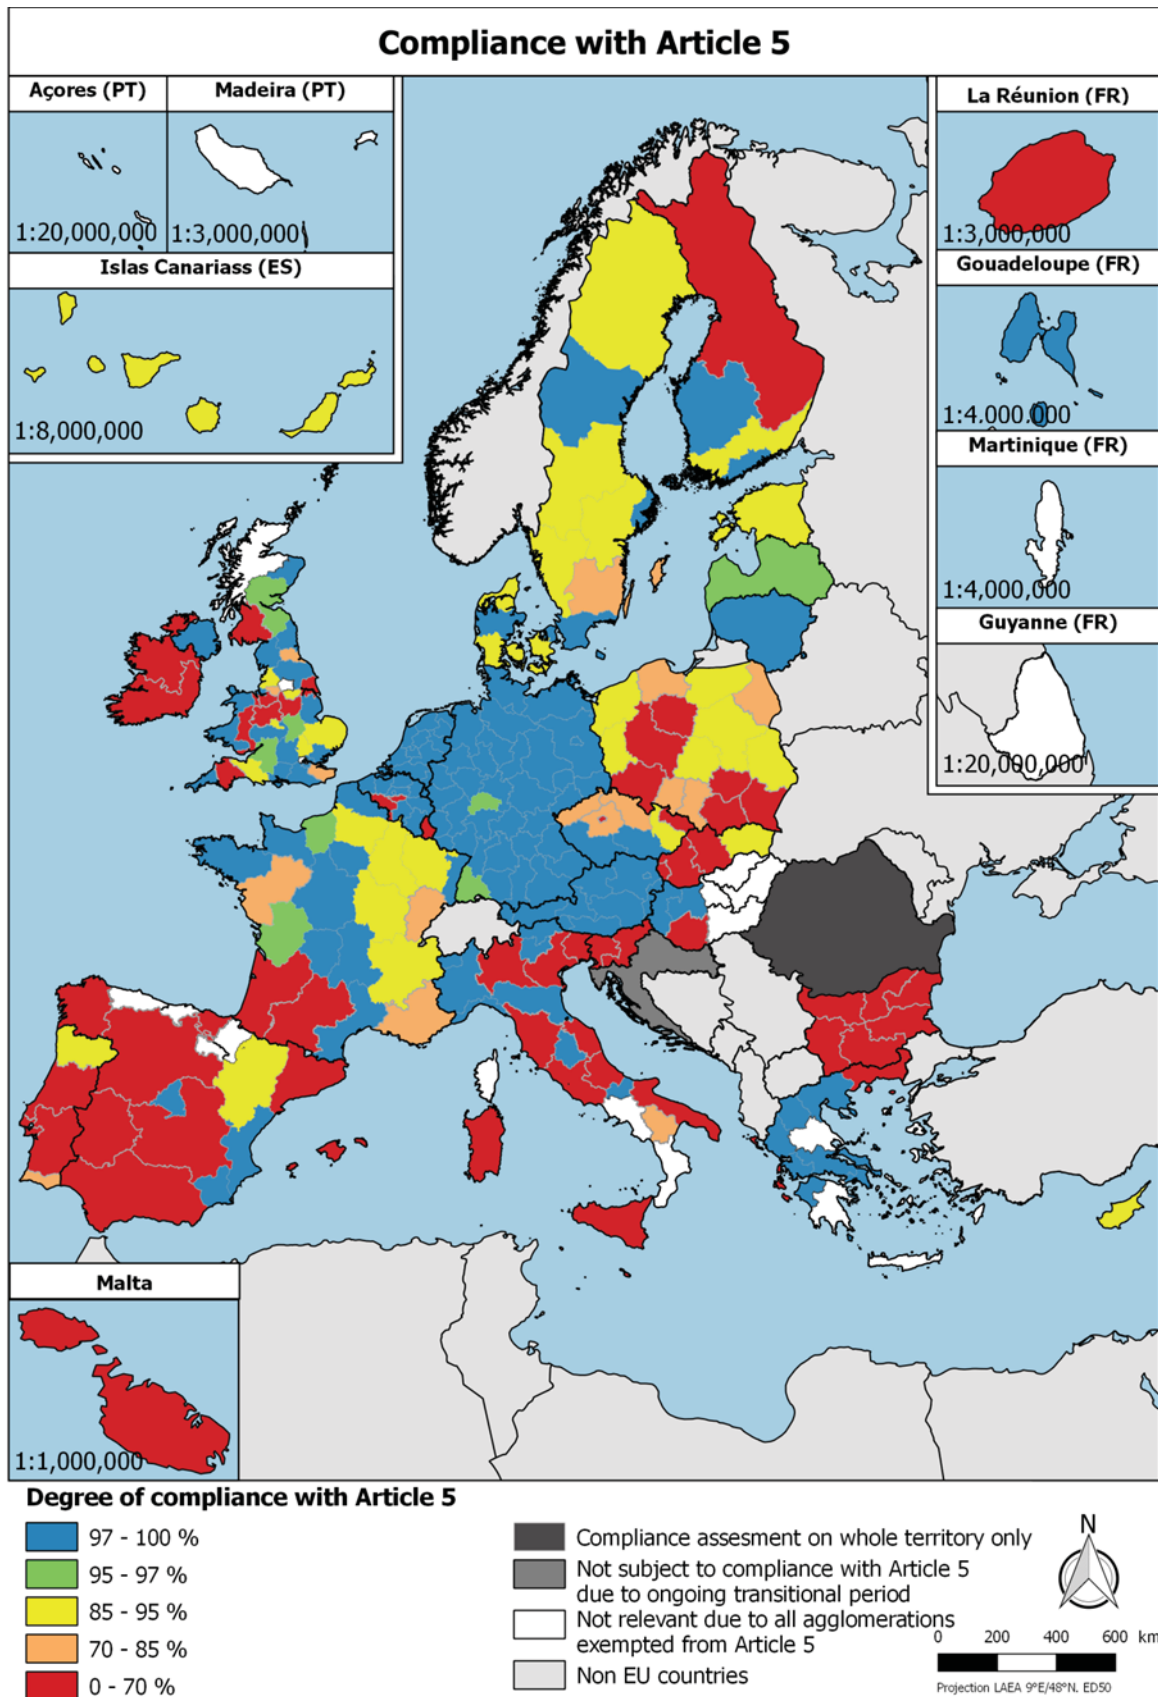 Compliance with Article 5
Açores (PT)
Madeira (PT)
1:20,000,000
1:3,000,000
Islas Canariass (ES)
1:8,000,000
La Réunion (FR)
1:3,000,000
Gouadeloupe (FR)
1:4.000.000
Martinique (FR)
1:4,000,000
Guyanne (FR)
1:20,000,000
Malta
1:1,000,000
Degree of compliance with Article 5
97 - 100 %
95 - 97 %
85 - 95 %
70 - 85 %
0 - 70 %
Compliance assesment on whole territory only
Not subject to compliance with Article 5
due to ongoing transitional period
Not relevant due to all agglomerations
exempted from Article 5
Non EU countries
N
0 200 400 600 km
Projection LAEA 9°E/48°N. ED50